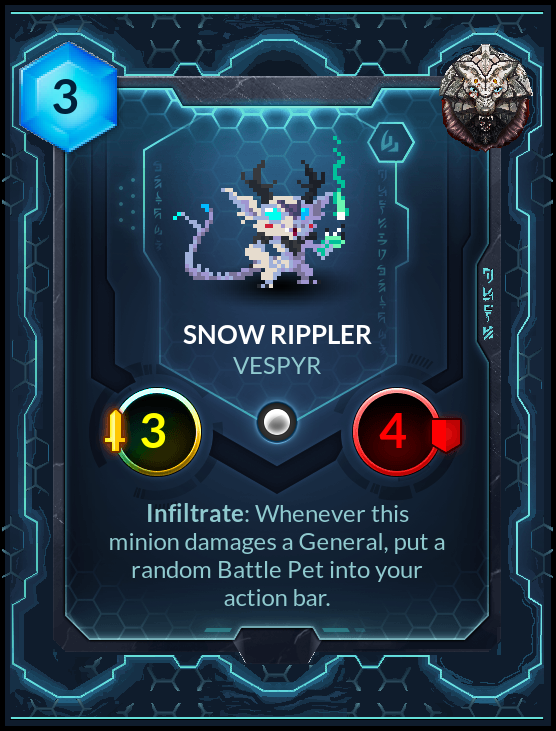 3
SNOW RIPPLER
VESPYR
3 4
Infiltrate: Whenever this
minion damages a General, put a
random Battle Pet into your
action bar.